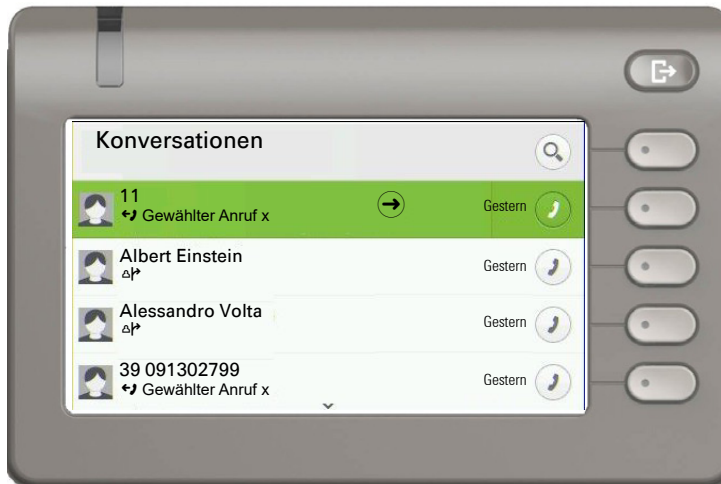 Konversationen
11
Gewählter Anruf x
Gestern
Albert Einstein
Gestern
Alessandro Volta
Gestern
39 091302799
Gewählter Anruf x
Gestern